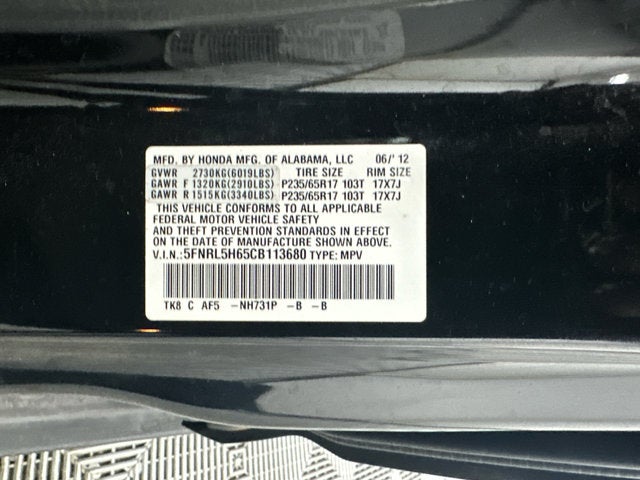 MFD. BY HONDA MFG. OF ALABAMA, LLC 06/'12
GVWR 2730KG(6019LBS) TIRE SIZE RIM SIZE
GAWR F 1320KG(2910LBS) P235/65R17 103T 17X7J
GAWR R 1515KG(3340LBS) P235/65R17 103T 17X7J
THIS VEHICLE CONFORMS TO ALL APPLICABLE
FEDERAL MOTOR VEHICLE SAFETY
AND THEFT PREVENTION STANDARDS IN EFFECT
ON THE DATE OF MANUFACTURE SHOWN ABOVE.
V.I.N.:5FNRL5H65CB113680 TYPE: MPV
TK8 C AF5 -NH731P -B -B